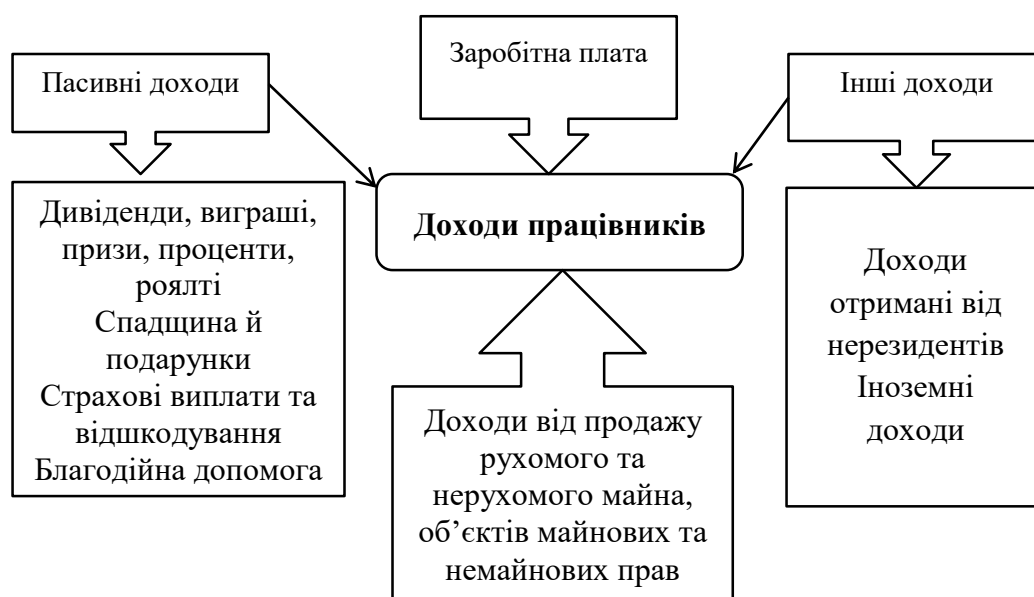 Пасивні доходи
Заробітна плата
Інші доходи
Дивіденди, виграші,
призи, проценти,
роялті
Спадщина й
подарунки
Страхові виплати та
відшкодування
Благодійна допомога
Доходи працівників
Доходи
отримані від
нерезидентів
Іноземні
доходи
Доходи від продажу
рухомого та
нерухомого майна,
об’єктів майнових та
немайнових прав